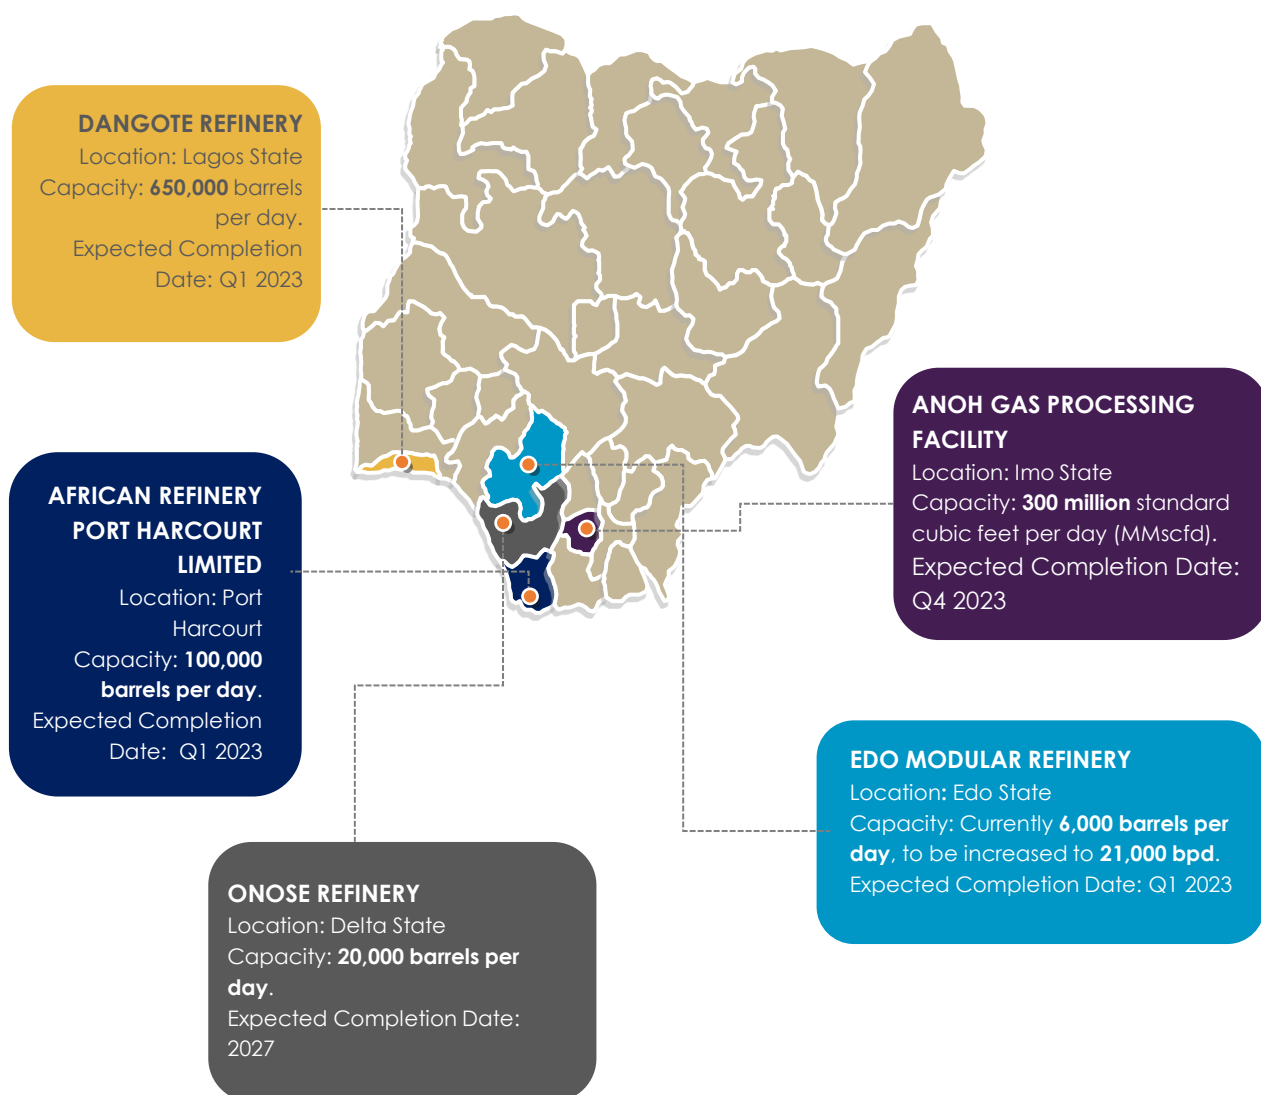 DANGOTE REFINERY
Location: Lagos State
Capacity: 650,000 barrels
per day.
Expected Completion
Date: Q1 2023
AFRICAN REFINERY
PORT HARCOURT
LIMITED
Location: Port
Harcourt
Capacity: 100,000
barrels per day.
Expected Completion
Date: Q1 2023
ANOH GAS PROCESSING
FACILITY
Location: Imo State
Capacity: 300 million standard
cubic feet per day (MMscfd).
Expected Completion Date:
Q4 2023
EDO MODULAR REFINERY
Location: Edo State
Capacity: Currently 6,000 barrels per
day, to be increased to 21,000 bpd.
Expected Completion Date: Q1 2023
ONOSE REFINERY
Location: Delta State
Capacity: 20,000 barrels per
day.
Expected Completion Date:
2027